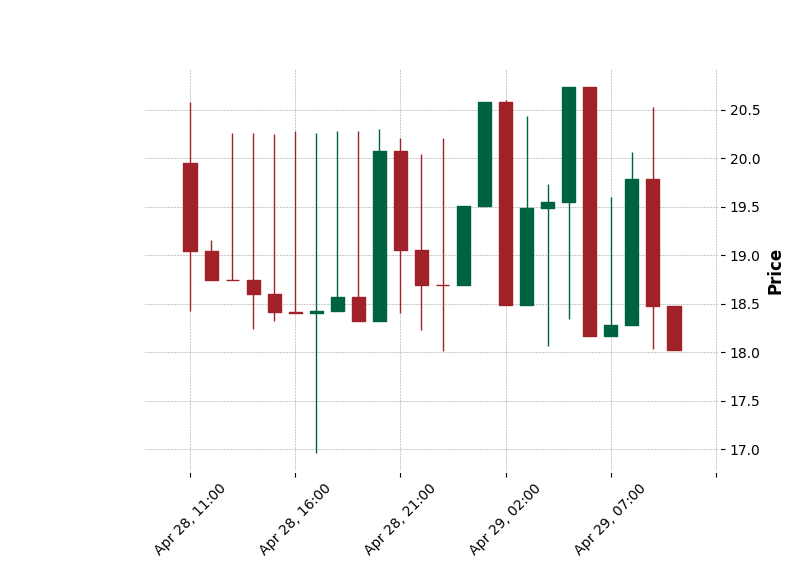 20.5
20.0
19.5
19.0
18.5
18.0
17.5
17.0
Price
Apr 28, 11:00
Apr 28, 16:00
Apr 28, 21:00
Apr 29, 02:00
Apr 29, 07:00